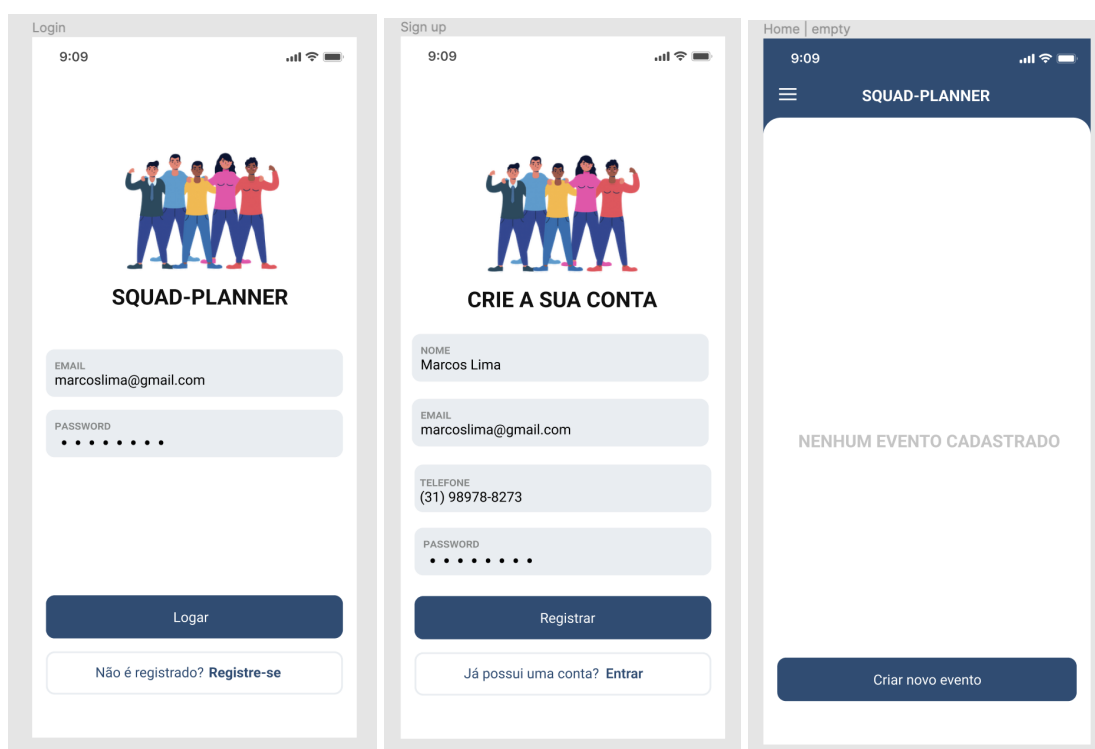 Login
9:09
SQUAD-PLANNER
EMAIL
marcoslima@gmail.com
PASSWORD
Logar
Não é registrado? Registre-se
Sign up
9:09
CRIE A SUA CONTA
NOME
Marcos Lima
EMAIL
marcoslima@gmail.com
TELEFONE
(31) 98978-8273
PASSWORD
Registrar
Já possui uma conta? Entrar
Home | empty
9:09
SQUAD-PLANNER
NENHUM EVENTO CADASTRADO
Criar novo evento